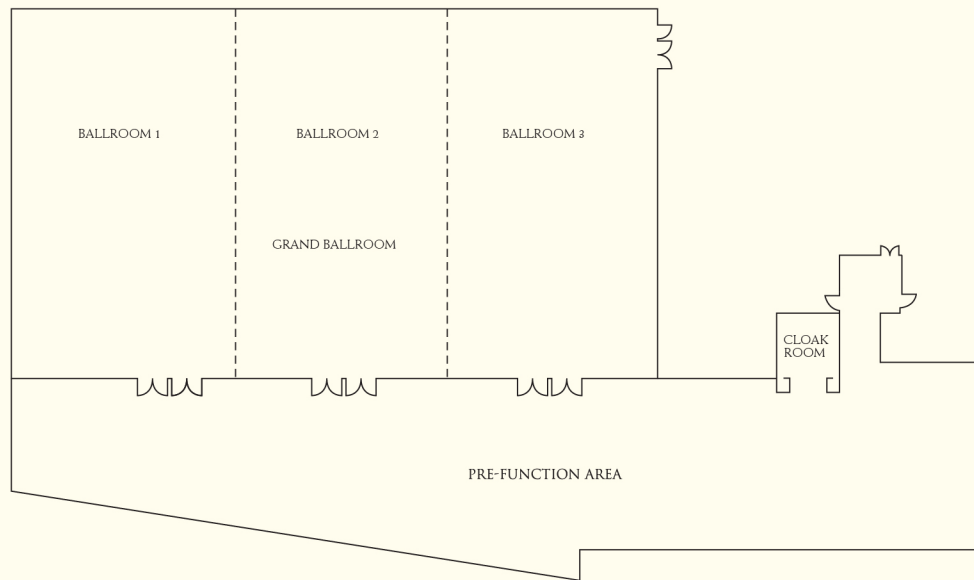 BALLROOM 1
BALLROOM 2
BALLROOM 3
GRAND BALLROOM
CLOAK
ROOM
PRE-FUNCTION AREA